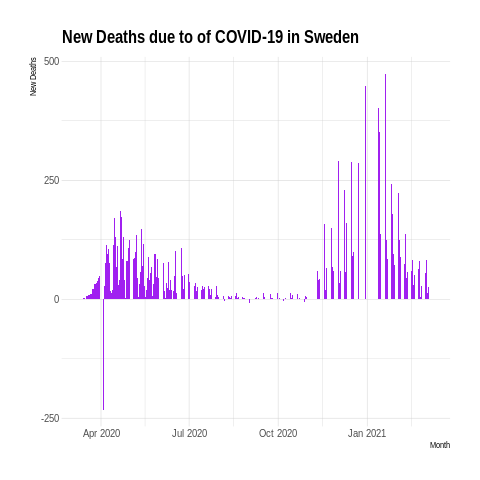 New Deaths due to of COVID-19 in Sweden
New Deaths
500
250
0
-250
Apr 2020 Jul 2020 Oct 2020 Jan 2021
Month